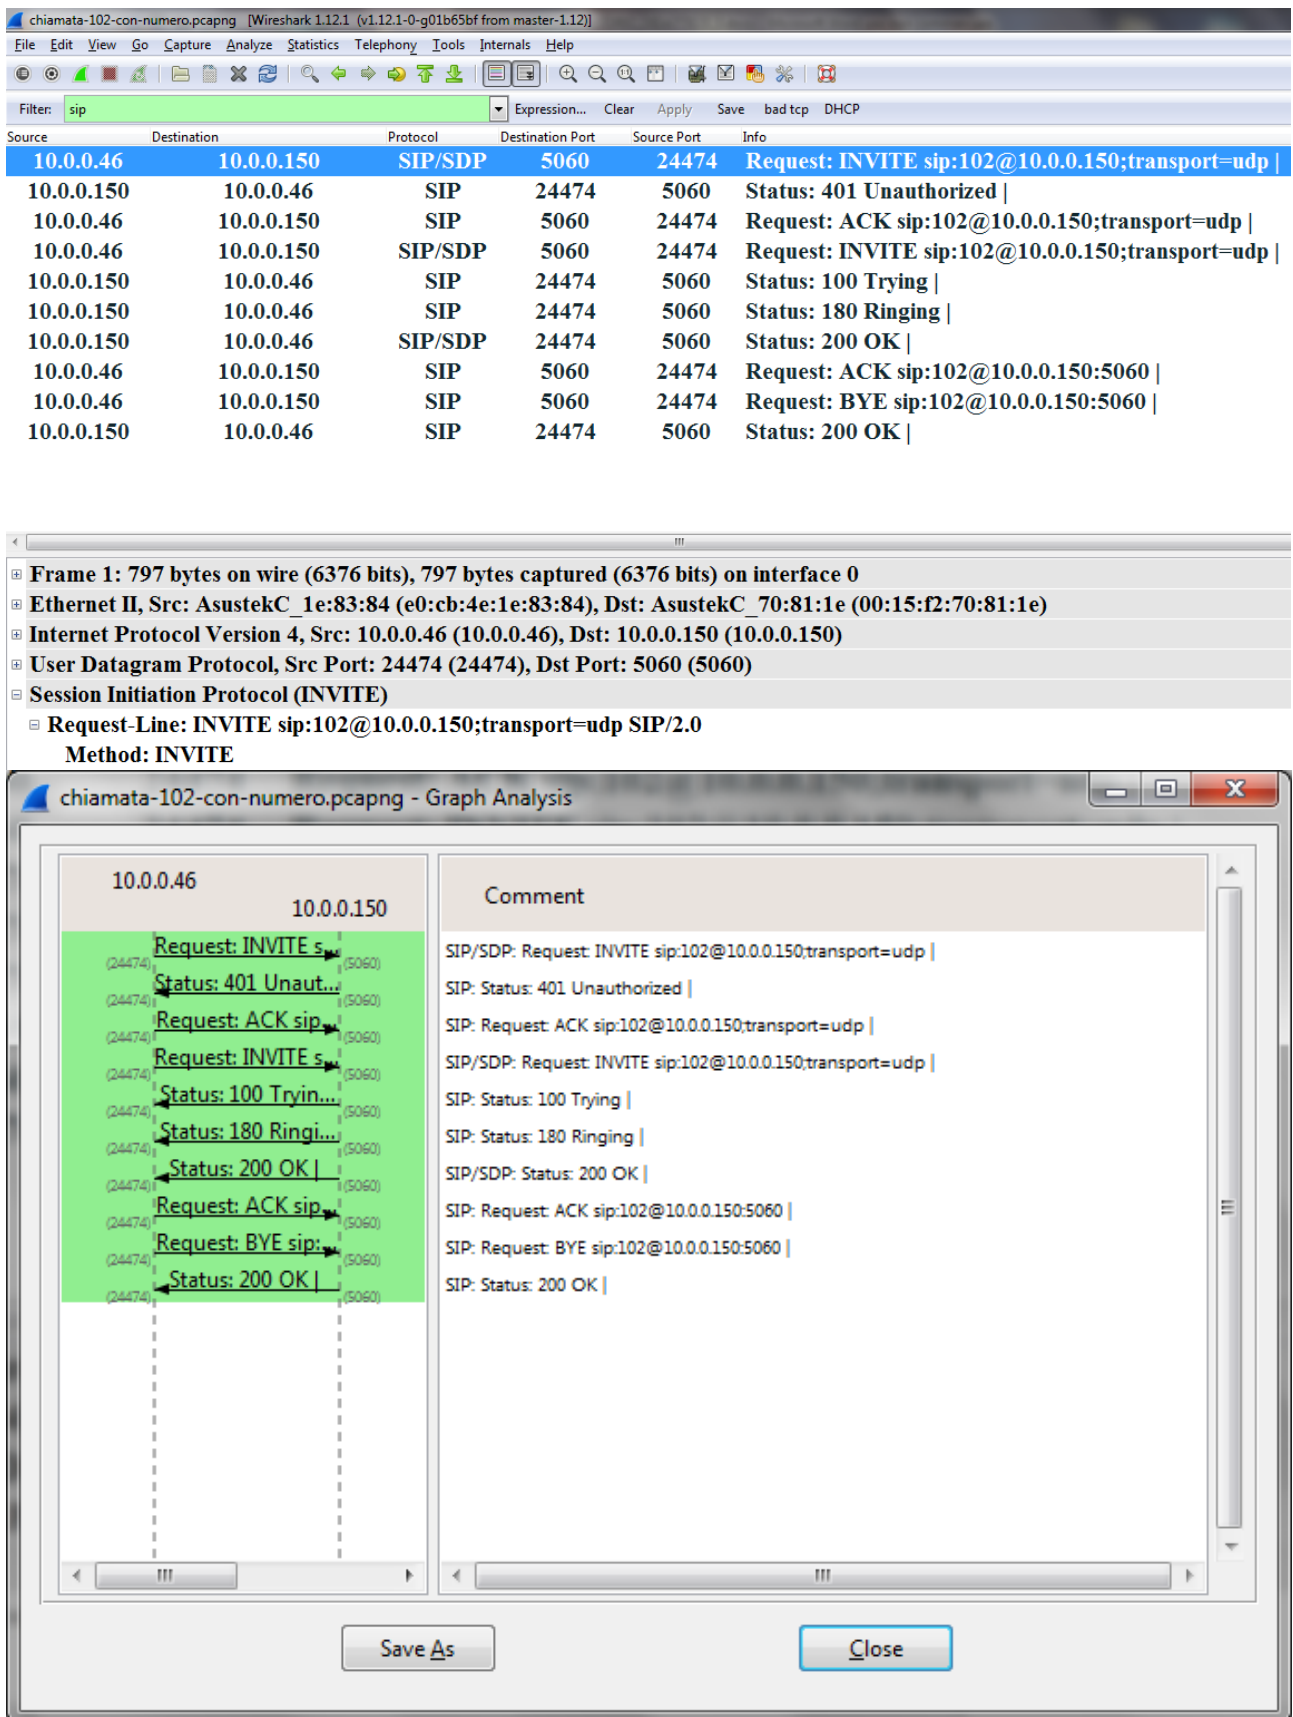 chiamata-102-con-numero.pcapng [Wireshark 1.12.1 (v1.12.1-0-g01b65bf from master-1.12)]
File Edit View Go Capture Analyze Statistics Telephony Tools Internals Help
Filter: sip Expression... Clear Apply Save bad tcp DHCP
Source Destination Protocol Destination Port Source Port Info
10.0.0.46 10.0.0.150 SIP/SDP 5060 24474 Request: INVITE sip:102@10.0.0.150;transport=udp |
10.0.0.150 10.0.0.46 SIP 24474 5060 Status: 401 Unauthorized |
10.0.0.46 10.0.0.150 SIP 5060 24474 Request: ACK sip:102@10.0.0.150;transport=udp |
10.0.0.46 10.0.0.150 SIP/SDP 5060 24474 Request: INVITE sip:102@10.0.0.150;transport=udp |
10.0.0.150 10.0.0.46 SIP 24474 5060 Status: 100 Trying |
10.0.0.150 10.0.0.46 SIP 24474 5060 Status: 180 Ringing |
10.0.0.150 10.0.0.46 SIP/SDP 24474 5060 Status: 200 OK |
10.0.0.46 10.0.0.150 SIP 5060 24474 Request: ACK sip:102@10.0.0.150:5060 |
10.0.0.46 10.0.0.150 SIP 5060 24474 Request: BYE sip:102@10.0.0.150:5060 |
10.0.0.150 10.0.0.46 SIP 24474 5060 Status: 200 OK |
Frame 1: 797 bytes on wire (6376 bits), 797 bytes captured (6376 bits) on interface 0
Ethernet II, Src: AsustekC_1e:83:84 (e0:cb:4e:1e:83:84), Dst: AsustekC_70:81:1e (00:15:f2:70:81:1e)
Internet Protocol Version 4, Src: 10.0.0.46 (10.0.0.46), Dst: 10.0.0.150 (10.0.0.150)
User Datagram Protocol, Src Port: 24474 (24474), Dst Port: 5060 (5060)
Session Initiation Protocol (INVITE)
Request-Line: INVITE sip:102@10.0.0.150;transport=udp SIP/2.0
Method: INVITE
chiamata-102-con-numero.pcapng - Graph Analysis
10.0.0.46
10.0.0.150
Comment
(24474) Request: INVITE s... (5060) SIP/SDP: Request: INVITE sip:102@10.0.0.150;transport=udp |
(24474) Status: 401 Unaut... (5060) SIP: Status: 401 Unauthorized |
(24474) Request: ACK sip... (5060) SIP: Request: ACK sip:102@10.0.0.150;transport=udp |
(24474) Request: INVITE s... (5060) SIP/SDP: Request: INVITE sip:102@10.0.0.150;transport=udp |
(24474) Status: 100 Tryin... (5060) SIP: Status: 100 Trying |
(24474) Status: 180 Ringi... (5060) SIP: Status: 180 Ringing |
(24474) Status: 200 OK | (5060) SIP/SDP: Status: 200 OK |
(24474) Request: ACK sip... (5060) SIP: Request: ACK sip:102@10.0.0.150:5060 |
(24474) Request: BYE sip:... (5060) SIP: Request: BYE sip:102@10.0.0.150:5060 |
(24474) Status: 200 OK | (5060) SIP: Status: 200 OK |
Save As Close